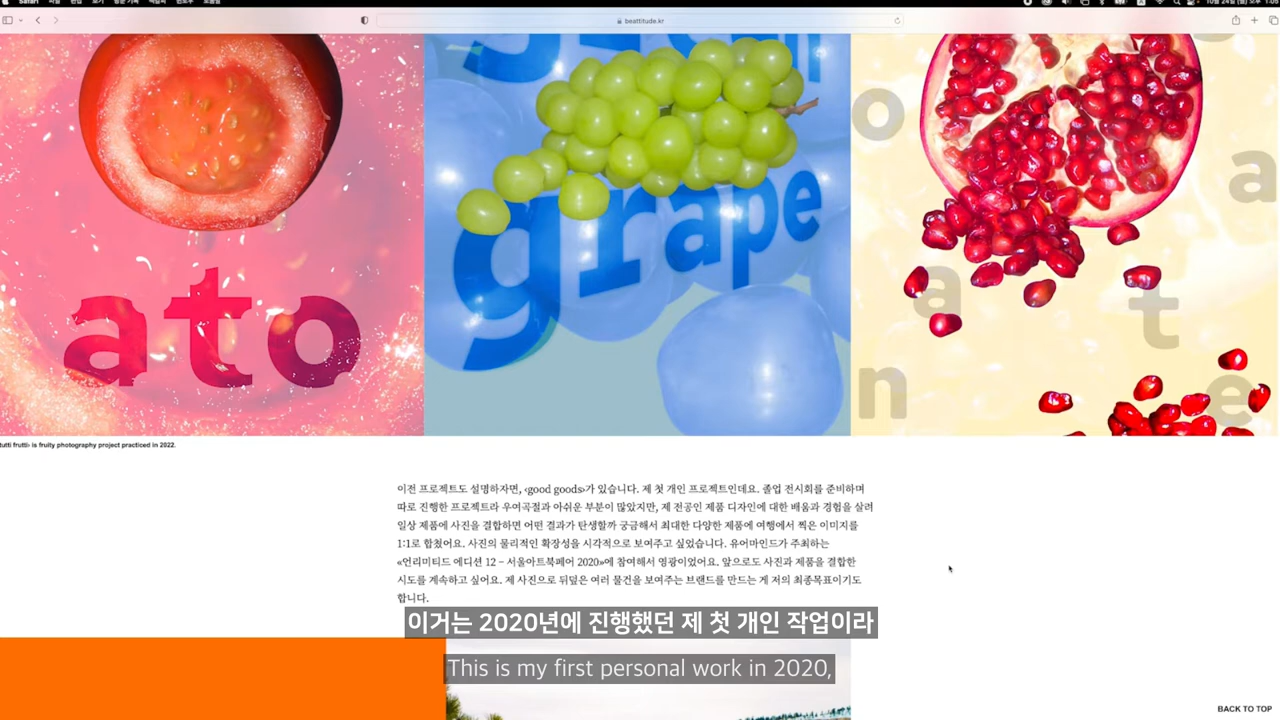 Safari
beattitude.kr
ato
grape
o
a
a
t
n
e
‹tutti frutti› is fruity photography project practiced in 2022.
이전 프로젝트도 설명하자면, ‹good goods›가 있습니다. 제 첫 개인 프로젝트인데요. 졸업 전시회를 준비하며
따로 진행한 프로젝트라 우여곡절과 아쉬운 부분이 많았지만, 제 전공인 제품 디자인에 대한 배움과 경험을 살려
일상 제품에 사진을 결합하면 어떤 결과가 탄생할까 궁금해서 최대한 다양한 제품에 여행에서 찍은 이미지를
1:1로 합쳤어요. 사진의 물리적인 확장성을 시각적으로 보여주고 싶었습니다. 유어마인드가 주최하는
«언리미티드 에디션 12 – 서울아트북페어 2020»에 참여해서 영광이었어요. 앞으로도 사진과 제품을 결합한
시도를 계속하고 싶어요. 제 사진으로 뒤덮은 여러 물건을 보여주는 브랜드를 만드는 게 저의 최종목표이기도
합니다.
이거는 2020년에 진행했던 제 첫 개인 작업이라
This is my first personal work in 2020,
BACK TO TOP